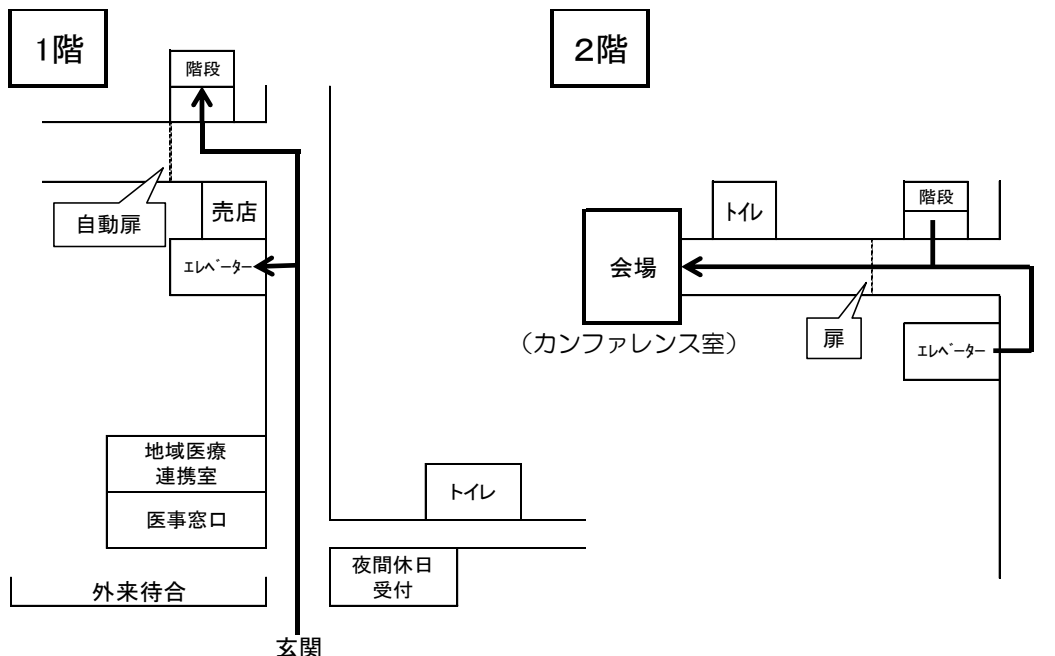 1階
階段
自動扉
売店
エレベーター
地域医療
連携室
医事窓口
トイレ
夜間休日
受付
外来待合
玄関
2階
トイレ
階段
会場
(カンファレンス室)
扉
エレベーター